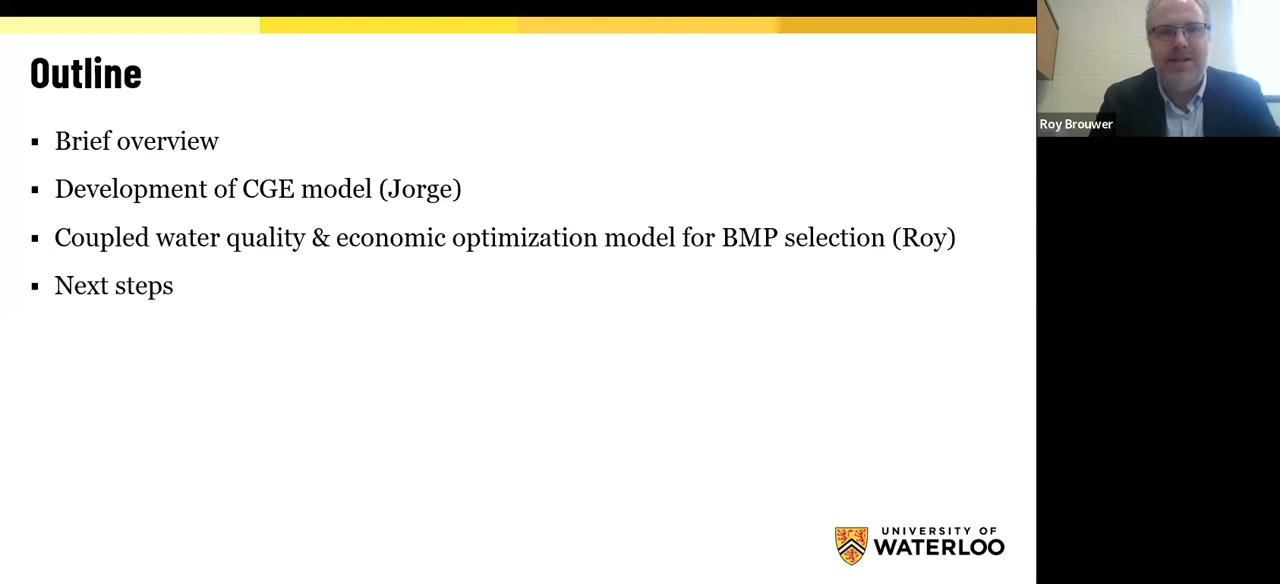 Outline
▪ Brief overview
▪ Development of CGE model (Jorge)
▪ Coupled water quality & economic optimization model for BMP selection (Roy)
▪ Next steps
UNIVERSITY OF
WATERLOO
Roy Brouwer